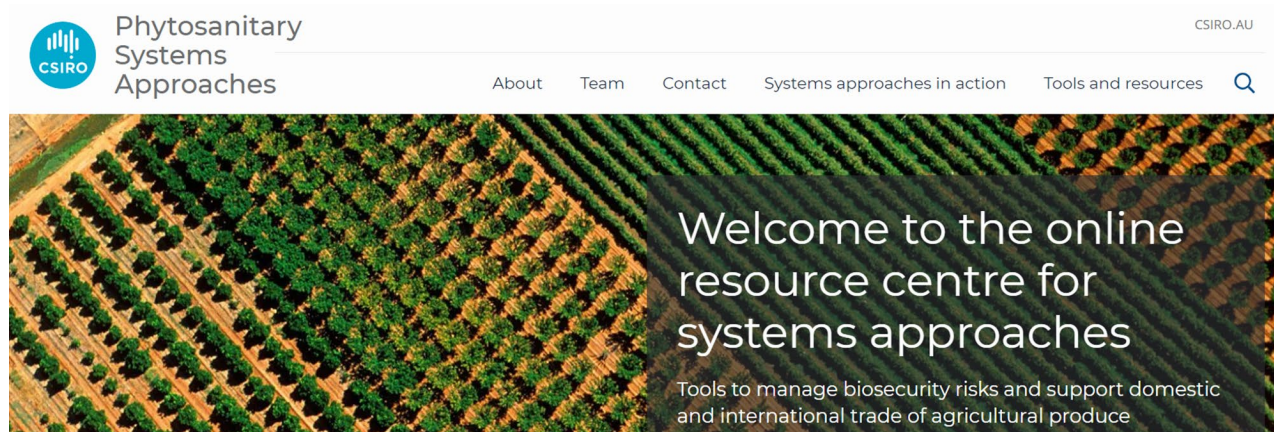 CSIRO
Phytosanitary
Systems
Approaches
CSIRO.AU
About
Team
Contact
Systems approaches in action
Tools and resources
Welcome to the online
resource centre for
systems approaches
Tools to manage biosecurity risks and support domestic
and international trade of agricultural produce